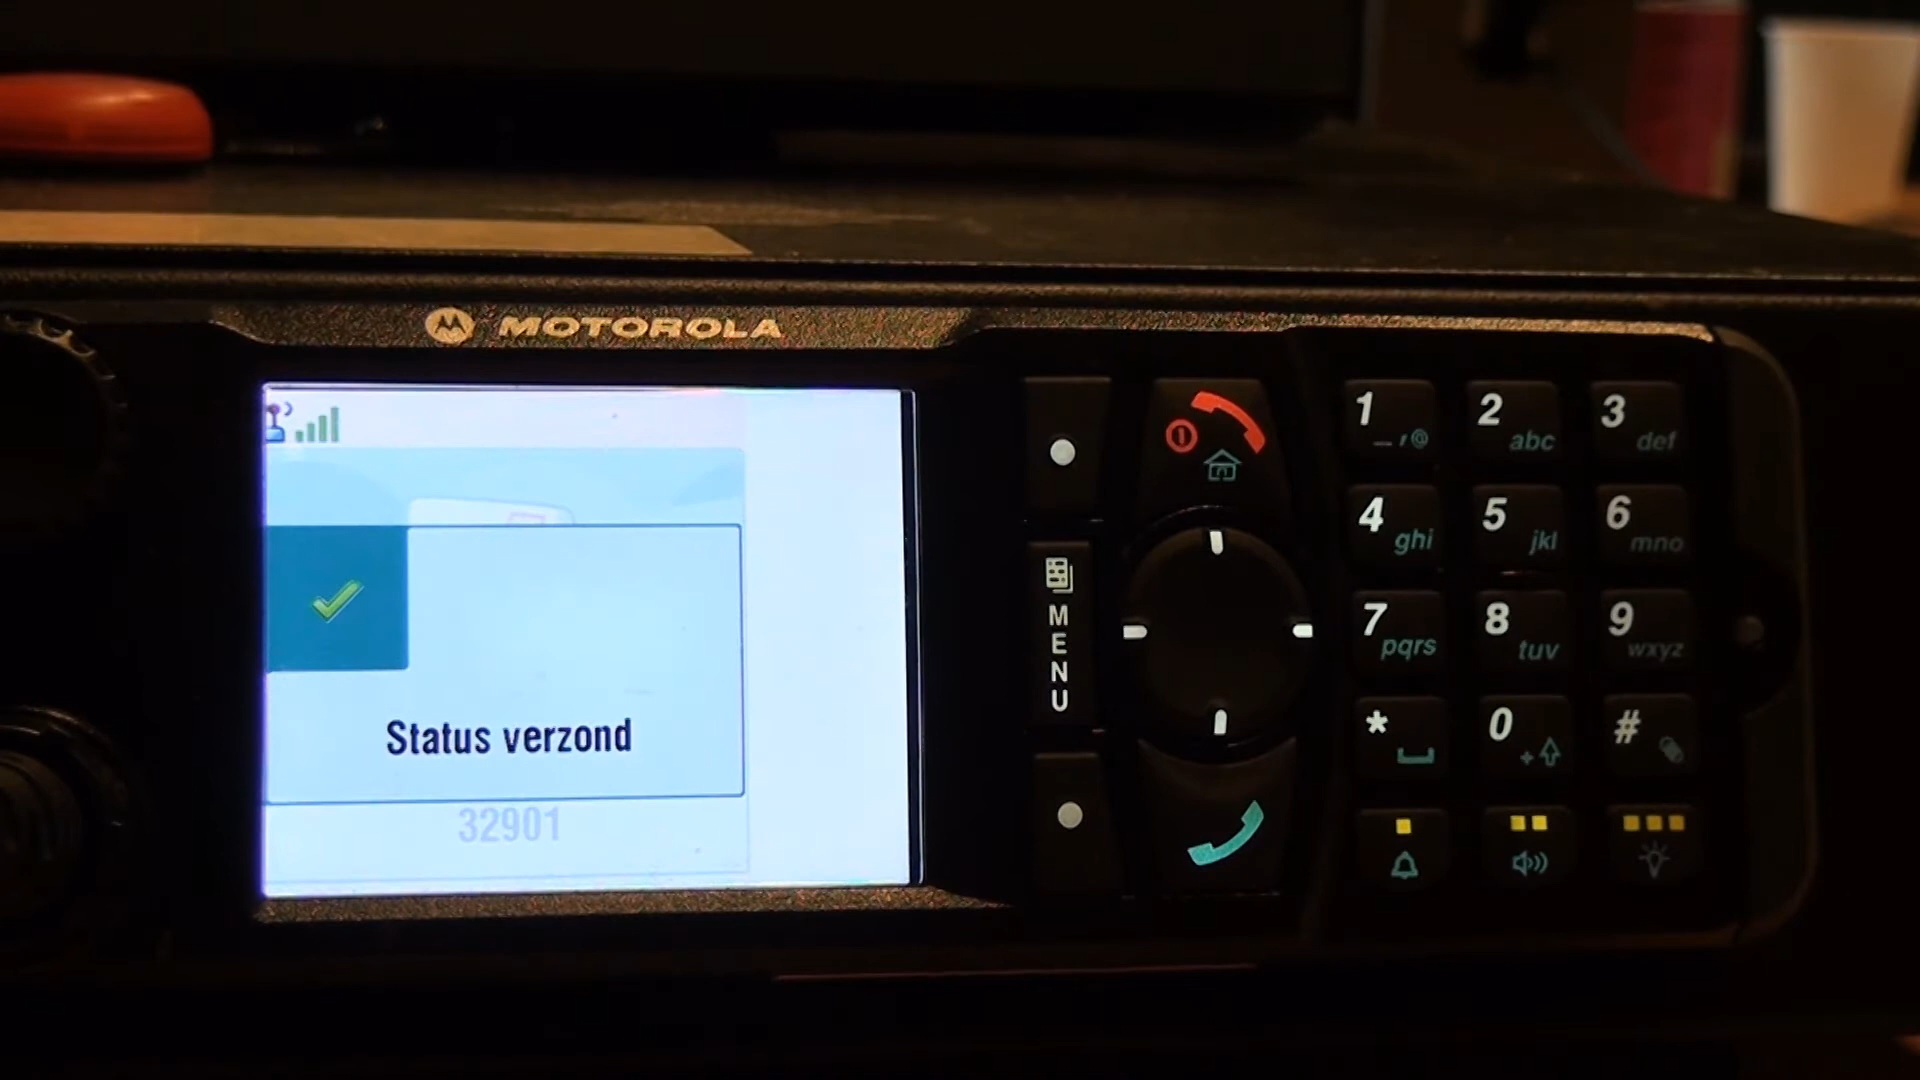 MOTOROLA
Status verzond
32901
MENU
1 _ , @
2 abc
3 def
4 ghi
5 jkl
6 mno
7 pqrs
8 tuv
9 wxyz
*
0 +
#